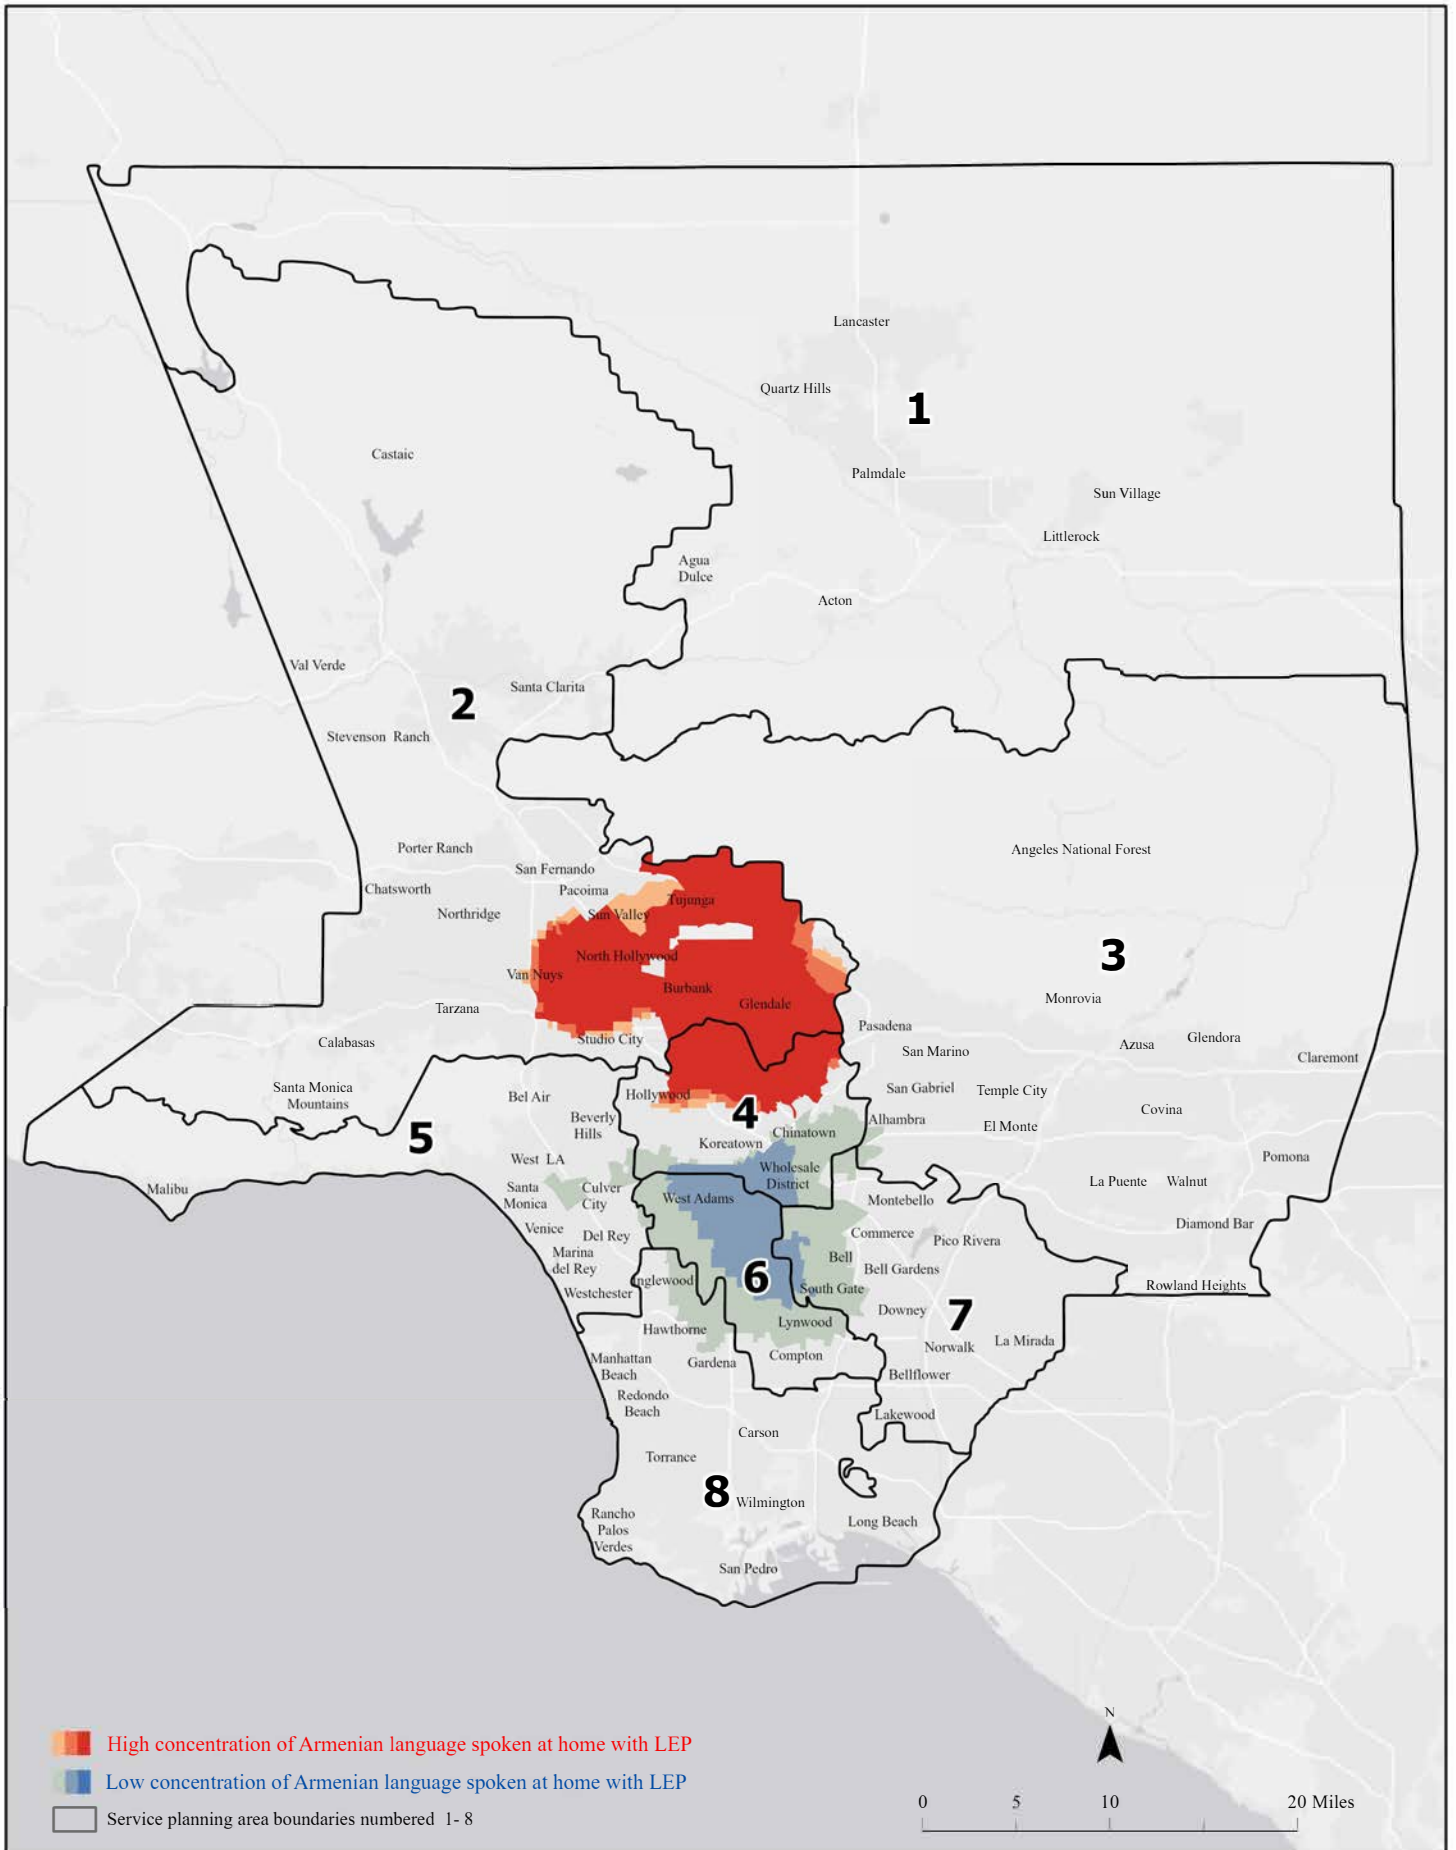 Lancaster
Quartz Hills
1
Castaic
Palmdale
Sun Village
Littlerock
Agua
Dulce
Acton
Val Verde
Santa Clarita
2
Stevenson Ranch
Porter Ranch
Angeles National Forest
San Fernando
Chatsworth
Pacoima
Tujunga
Northridge
Sun Valley
North Hollywood
3
Van Nuys
Burbank
Glendale
Monrovia
Tarzana
Pasadena
Studio City
Calabasas
San Marino
Azusa
Glendora
Claremont
Santa Monica
Mountains
Bel Air
Hollywood
San Gabriel
Temple City
4
Covina
Beverly
Hills
Chinatown
Alhambra
El Monte
5
Koreatown
West LA
Wholesale
District
Pomona
Malibu
Santa
Monica
Culver
City
West Adams
Montebello
La Puente
Walnut
Venice
Del Rey
Commerce
Pico Rivera
Diamond Bar
Marina
del Rey
Bell
Bell Gardens
6
Inglewood
South Gate
Rowland Heights
Westchester
Downey
7
Hawthorne
Lynwood
Norwalk
La Mirada
Manhattan
Beach
Gardena
Compton
Bellflower
Redondo
Beach
Lakewood
Carson
Torrance
8
Wilmington
Rancho
Palos
Verdes
Long Beach
San Pedro
N
High concentration of Armenian language spoken at home with LEP
Low concentration of Armenian language spoken at home with LEP
Service planning area boundaries numbered 1- 8
0 5 10 20 Miles